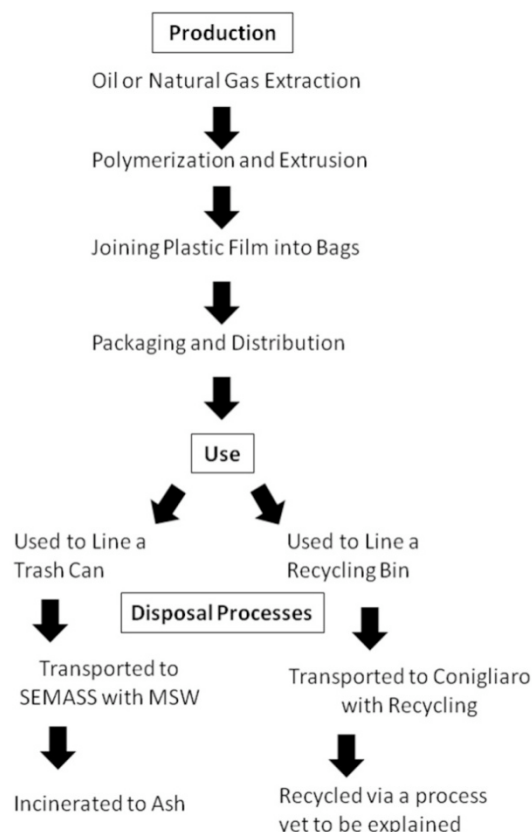 Production
Oil or Natural Gas Extraction
Polymerization and Extrusion
Joining Plastic Film into Bags
Packaging and Distribution
Use
Used to Line a
Trash Can
Used to Line a
Recycling Bin
Disposal Processes
Transported to
SEMASS with MSW
Transported to Conigliaro
with Recycling
Incinerated to Ash
Recycled via a process
yet to be explained